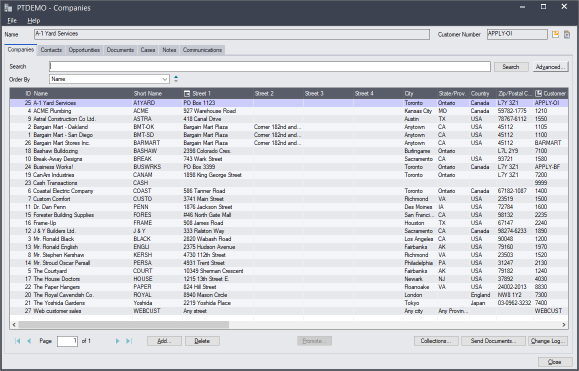 PTDEMO - Companies
File Help
Name A-1 Yard Services Customer Number APPLY-OI
Companies Contacts Opportunities Documents Cases Notes Communications
Search Search Advanced...
Order By Name
ID Name Short Name Street 1 Street 2 Street 3 Street 4 City State/Prov. Country Zip/Postal C... Customer
25 A-1 Yard Services A1YARD PO Box 1123 Toronto Ontario Canada L7Y 3Z1 APPLY-OI
4 ACME Plumbing ACME 927 Warehouse Road Kansas City MO Canada 59782-1775 1210
9 Astral Construction Co Ltd. ASTRA 418 Canal Drive Austin TX USA 78767-6112 1550
2 Bargain Mart - Oakland BMT-OK Bargain Mart Plaza Corner 182nd and... Anytown CA USA 45112 1105
1 Bargain Mart - San Diego BMT-SD Bargain Mart Plaza Corner 182nd and... Anytown CA USA 45112 1100
26 Bargain Mart Stores Inc. BARMART Bargain Mart Plaza Corner 182nd and... Anytown CA USA 45112 BARMART
18 Bashaw Bulldozing BASHAW 2398 Colorado Cres. Burlingame Ontario L7L 2Y9 7100
10 Break-Away Designs BREAK 743 Wark Street Sacramento CA USA 93721 1580
24 Business Works! BUSWRKS PO Box 3399 Toronto Ontario Canada L7Y 3Z1 APPLY-BF
19 CanAm Industries CANAM 1898 King George Street Toronto Ontario Canada L7Y 3Z1 7200
23 Cash Transactions CASH 9999
6 Coastal Electric Company COAST 586 Tanner Road Toronto Ontario Canada 67182-1087 1400
7 Custom Comfort CUSTO 3741 Main Street Richmond VA USA 23519 1500
11 Dr. Dan Penn PENN 1876 Jackson Street Des Moines IA USA 72784 1600
15 Forester Building Supplies FORES #46 North Gate Mall San Franci... CA USA 98132 2235
16 Frame-Up FRAME 908 James Road Houston TX USA 67147 2240
12 J & Y Builders Ltd. J & Y 333 Ralston Way Sacramento CA Canada 98274-6233 1890
3 Mr. Ronald Black BLACK 2820 Wabash Road Los Angeles CA USA 90048 1200
13 Mr. Ronald English ENGLI 2375 Hudson Avenue Fairbanks AK USA 79160 1970
8 Mr. Stephen Kershaw KERSH 4730 112th Street Richmond VA USA 23503 1520
14 Mr. Stroud Oscar Persall PERSA 4931 Trent Street Philadelphia PA USA 31247 2130
5 The Courtyard COURT 10349 Sherman Crescent Fairbanks AK USA 79182 1240
17 The House Doctors HOUSE 1215 13th Street E. Richmond NJ USA 37892 4030
22 The Paper Hangers PAPER 824 Hill Street Roanoake VA USA 24002-2013 8830
20 The Royal Cavendish Co. ROYAL 8940 Mason Circle London England NW8 1Y2 7300
21 The Yoshida Gardens Yoshida 2219 Yoshida Place Tokyo Japan 03-0962-3232 7400
27 Web customer sales WEBCUST Any street Any city Any Provin... WEBCUST
Page 1 of 1 Add... Delete Promote... Collections... Send Documents... Change Log...
Close